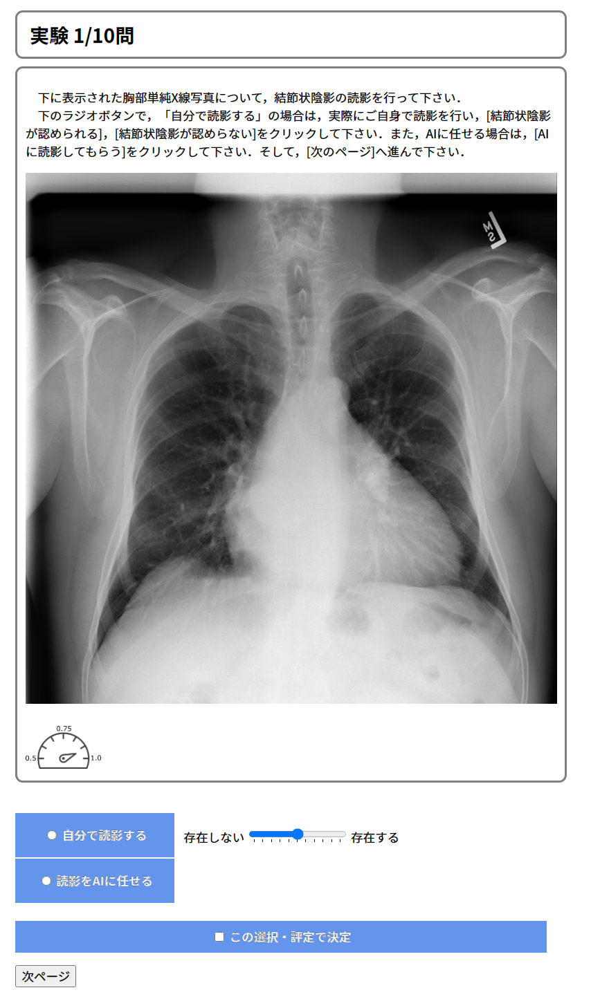 実験 1/10問
下に表示された胸部単純X線写真について，結節状陰影の読影を行って下さい．
下のラジオボタンで，「自分で読影する」の場合は，実際にご自身で読影を行い，[結節状陰影
が認められる]，[結節状陰影が認めらない]をクリックして下さい．また，AIに任せる場合は，[AI
に読影してもらう]をクリックして下さい．そして，[次のページ]へ進んで下さい．
MS
0.75
0.5 1.0
自分で読影する 存在しない 存在する
読影をAIに任せる
この選択・評定で決定
次ページ